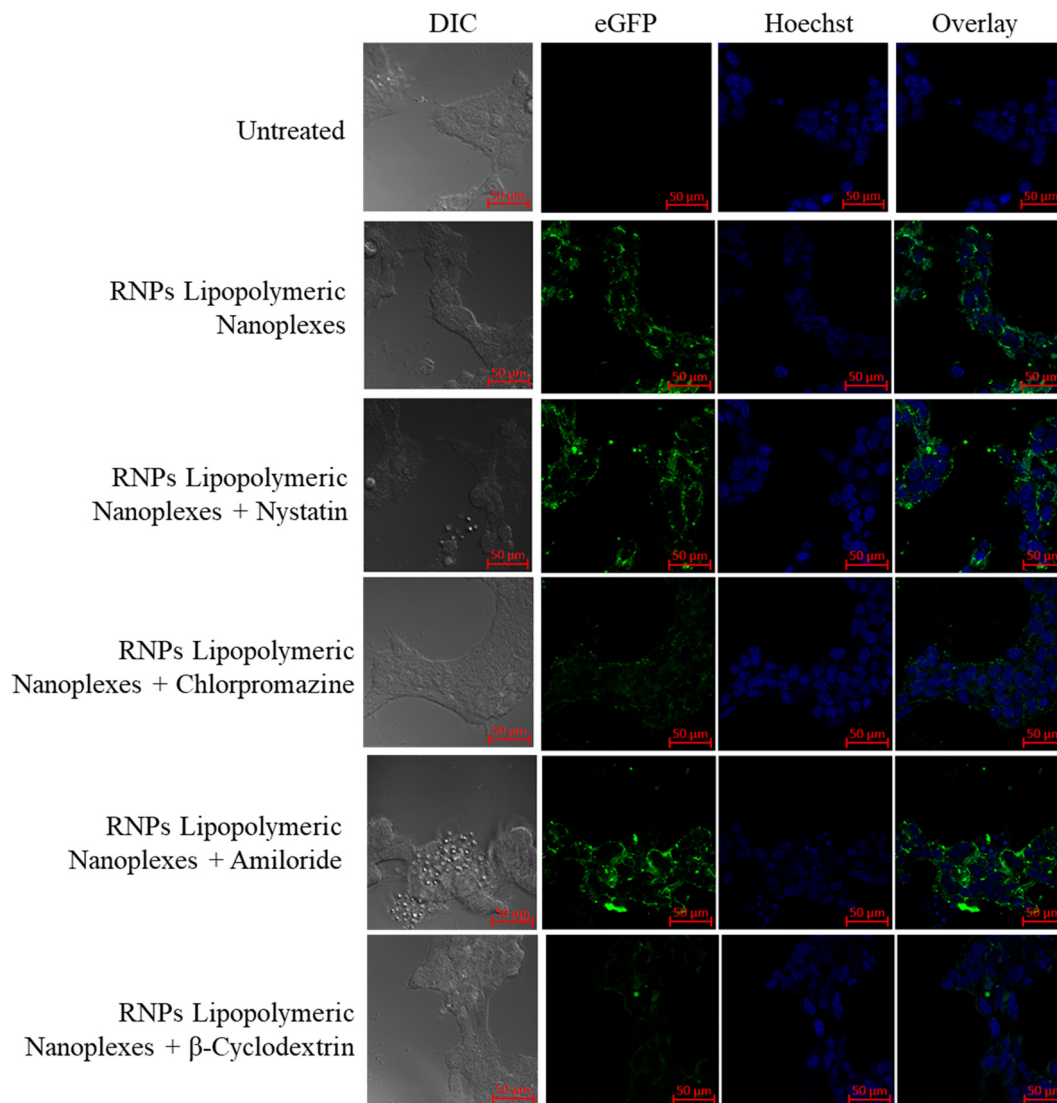 DIC eGFP Hoechst Overlay
Untreated
50 µm 50 µm 50 µm 50 µm
RNPs Lipopolymeric
Nanoplexes
50 µm 50 µm 50 µm 50 µm
RNPs Lipopolymeric
Nanoplexes + Nystatin
50 µm 50 µm 50 µm 50 µm
RNPs Lipopolymeric
Nanoplexes + Chlorpromazine
50 µm 50 µm 50 µm 50 µm
RNPs Lipopolymeric
Nanoplexes + Amiloride
50 µm 50 µm 50 µm 50 µm
RNPs Lipopolymeric
Nanoplexes + β-Cyclodextrin
50 µm 50 µm 50 µm 50 µm